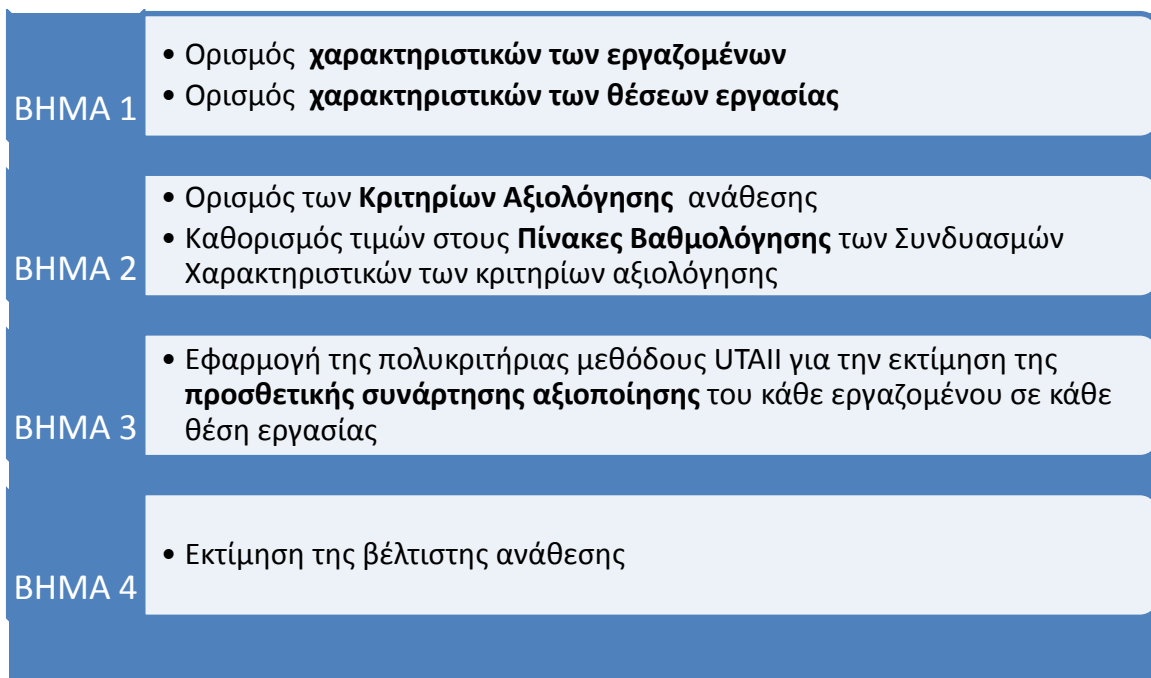 ΒΗΜΑ 1
• Ορισμός χαρακτηριστικών των εργαζομένων
• Ορισμός χαρακτηριστικών των θέσεων εργασίας
ΒΗΜΑ 2
• Ορισμός των Κριτηρίων Αξιολόγησης ανάθεσης
• Καθορισμός τιμών στους Πίνακες Βαθμολόγησης των Συνδυασμών
Χαρακτηριστικών των κριτηρίων αξιολόγησης
ΒΗΜΑ 3
• Εφαρμογή της πολυκριτήριας μεθόδους UTAII για την εκτίμηση της
προσθετικής συνάρτησης αξιοποίησης του κάθε εργαζομένου σε κάθε
θέση εργασίας
ΒΗΜΑ 4
• Εκτίμηση της βέλτιστης ανάθεσης